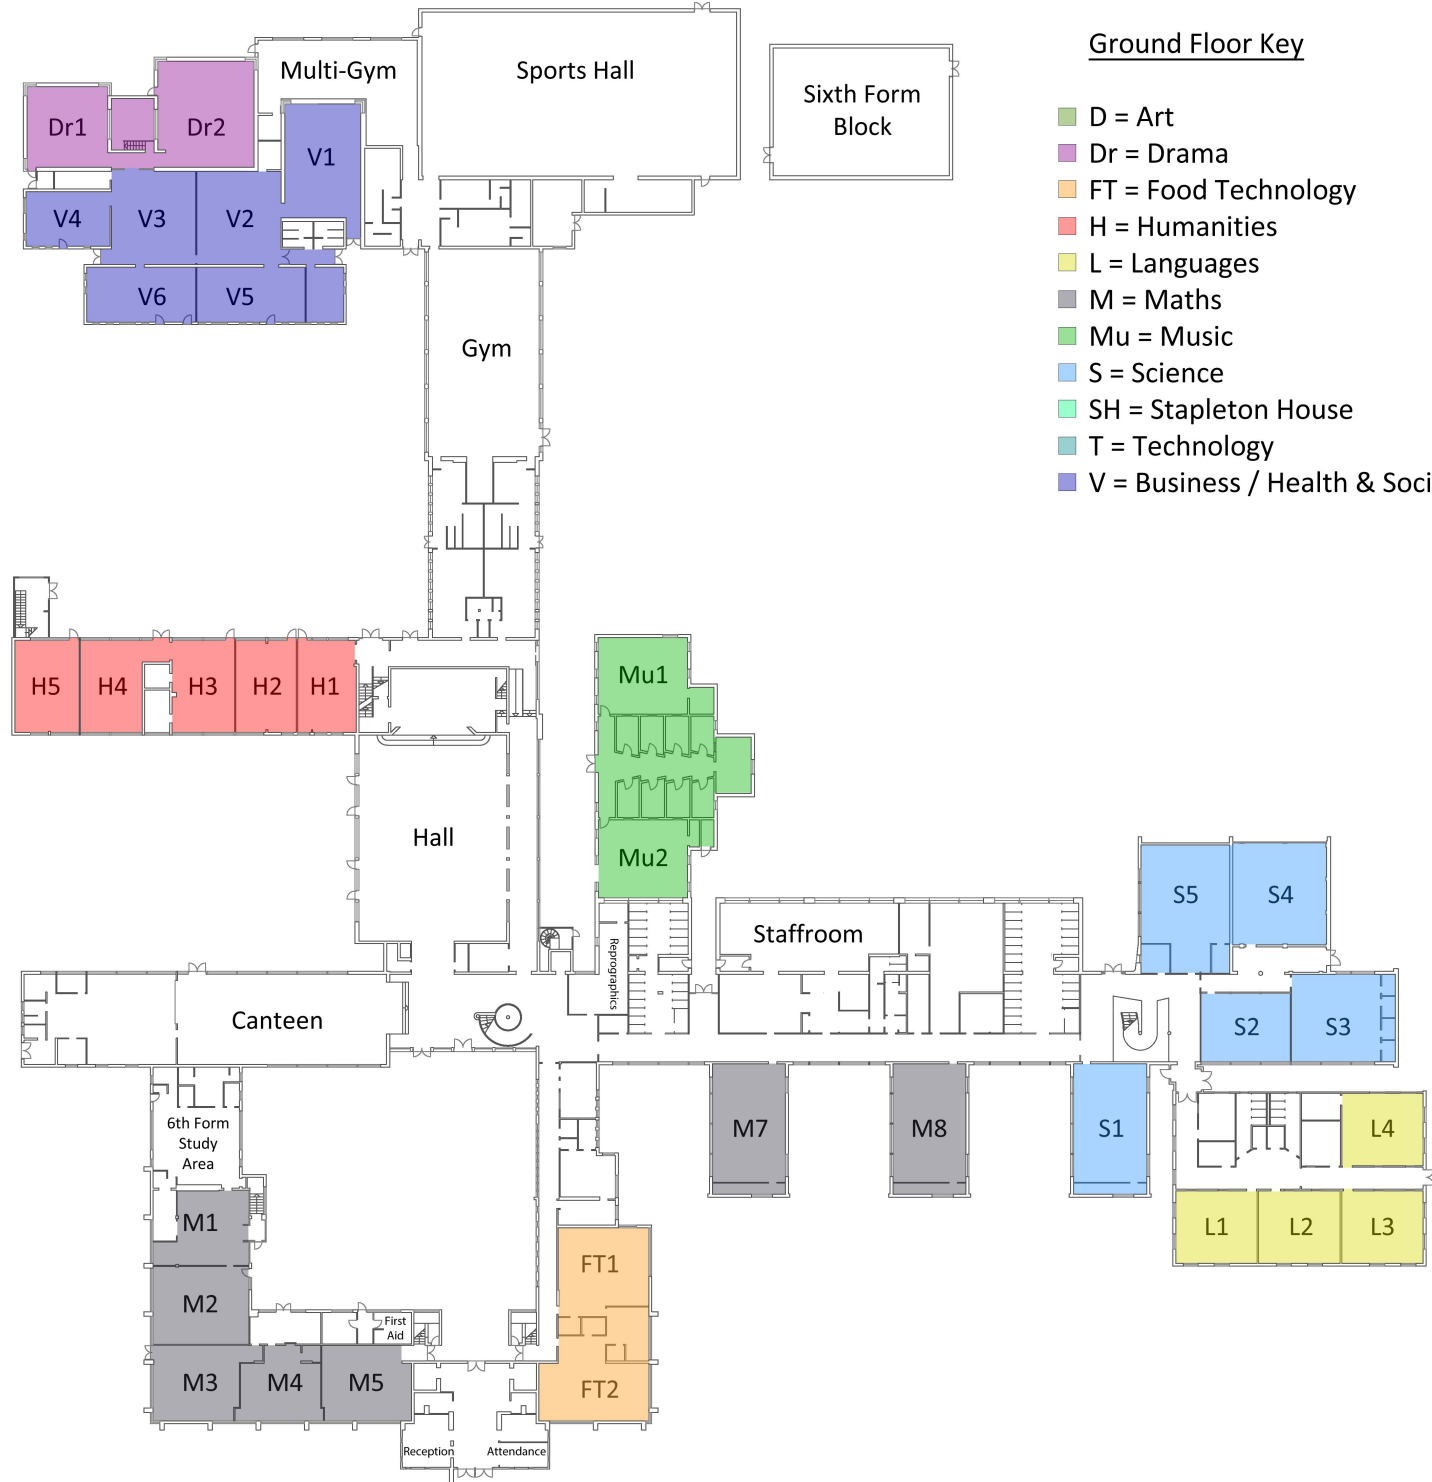 Ground Floor Key
D = Art
Dr = Drama
FT = Food Technology
H = Humanities
L = Languages
M = Maths
Mu = Music
S = Science
SH = Stapleton House
T = Technology
V = Business / Health & Soci
Multi-Gym
Sports Hall
Sixth Form
Block
Dr1
Dr2
V1
V4
V3
V2
V6
V5
Gym
H5
H4
H3
H2
H1
Mu1
Hall
Mu2
S5
S4
Staffroom
Reprographics
Canteen
S2
S3
6th Form
Study
Area
M7
M8
S1
L4
M1
L1
L2
L3
FT1
M2
First
Aid
M3
M4
M5
FT2
Reception
Attendance